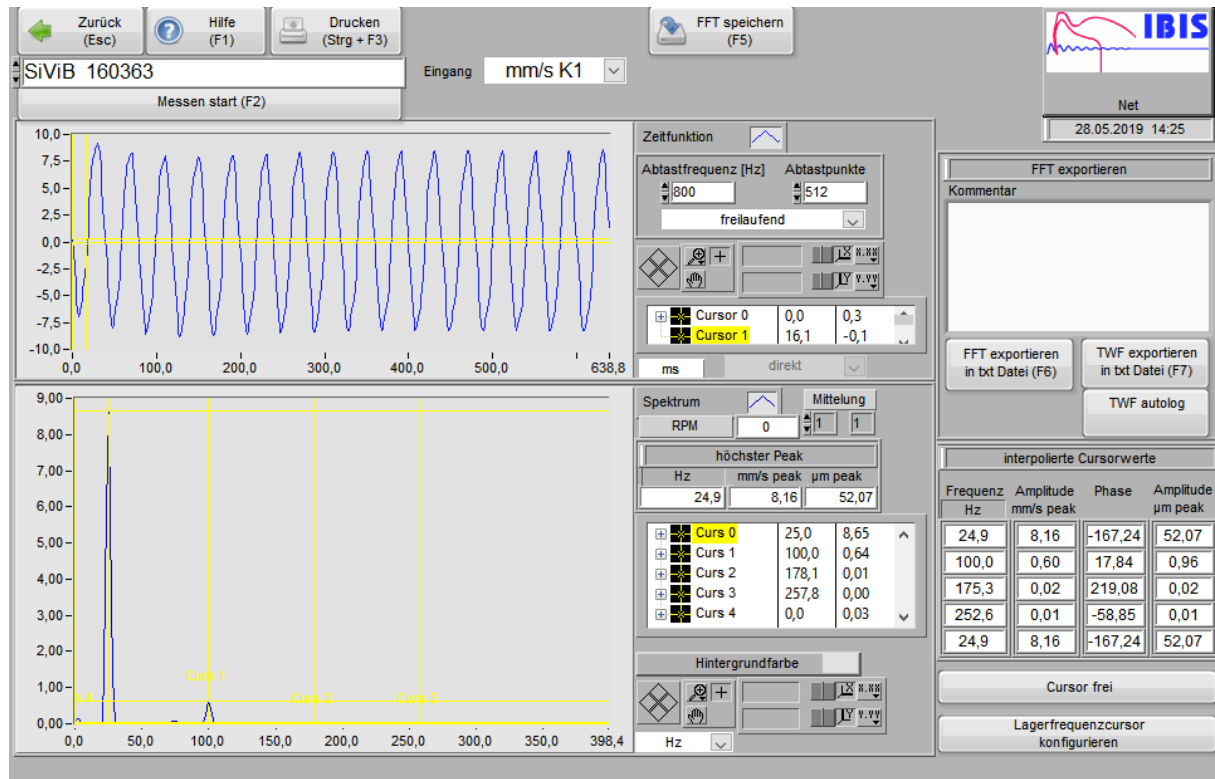 Zurück
(Esc)
Hilfe
(F1)
Drucken
(Strg + F3)
FFT speichern
(F5)
IBIS
Net
SiViB 160363
Eingang mm/s K1
Messen start (F2)
28.05.2019 14:25
10,0
7,5
5,0
2,5
0,0
-2,5
-5,0
-7,5
-10,0
0,0 100,0 200,0 300,0 400,0 500,0 638,8
Zeitfunktion
Abtastfrequenz [Hz] Abtastpunkte
800 512
freilaufend
X X.XX
Y Y.YY
Cursor 0 0,0 0,3
Cursor 1 16,1 -0,1
ms direkt
FFT exportieren
Kommentar
FFT exportieren
in txt Datei (F6)
TWF exportieren
in txt Datei (F7)
TWF autolog
9,00
8,00
7,00
6,00
5,00
4,00
3,00
2,00
1,00
0,00
Curs 1
Curs 2
Curs 3
0,0 50,0 100,0 150,0 200,0 250,0 300,0 350,0 398,4
Spektrum Mittelung
RPM 0 1 1
höchster Peak
Hz mm/s peak µm peak
24,9 8,16 52,07
Curs 0 25,0 8,65
Curs 1 100,0 0,64
Curs 2 178,1 0,01
Curs 3 257,8 0,00
Curs 4 0,0 0,03
Hintergrundfarbe
X X.XX
Y Y.YY
Hz
interpolierte Cursorwerte
Frequenz Amplitude Phase Amplitude
Hz mm/s peak µm peak
24,9 8,16 -167,24 52,07
100,0 0,60 17,84 0,96
175,3 0,02 219,08 0,02
252,6 0,01 -58,85 0,01
24,9 8,16 -167,24 52,07
Cursor frei
Lagerfrequenzcursor
konfigurieren